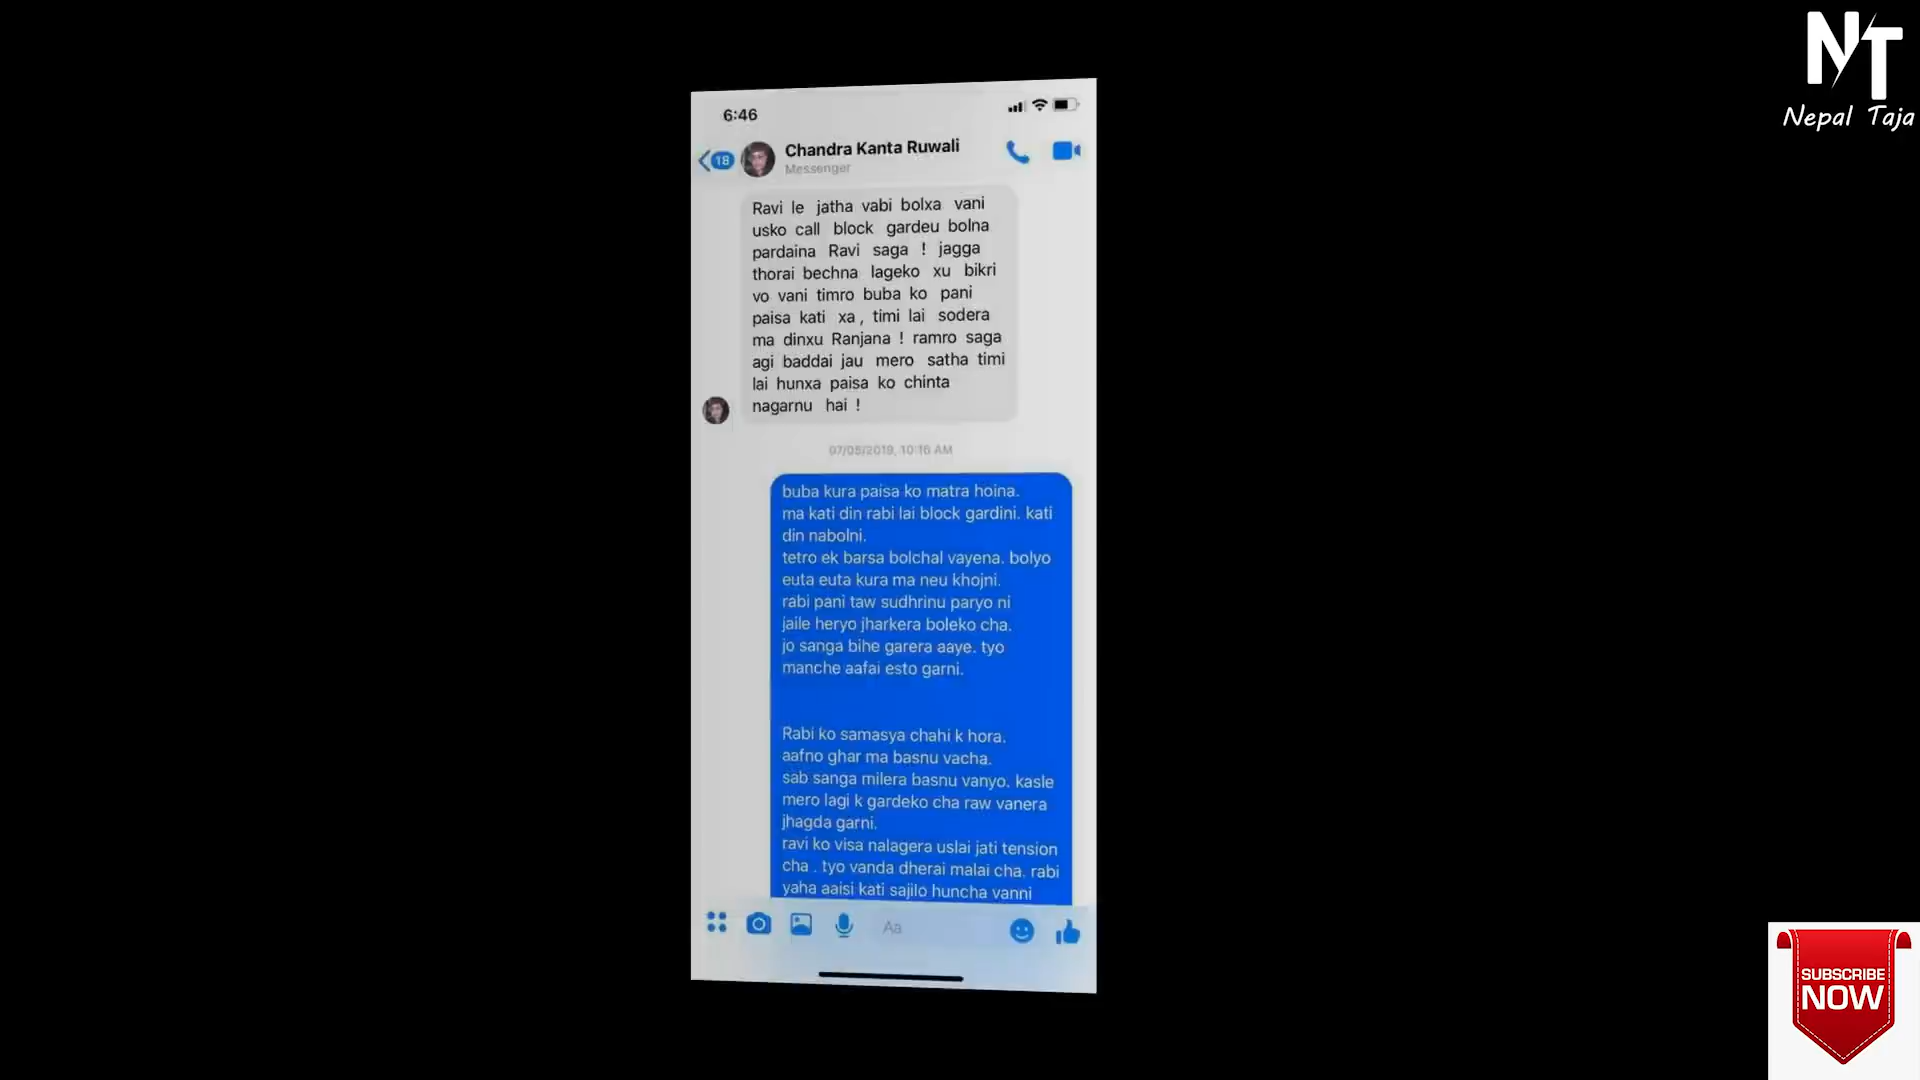 NT
Nepal Taja
6:46
18
Chandra Kanta Ruwali
Messenger
Ravi le jatha vabi bolxa vani
usko call block gardeu bolna
pardaina Ravi saga ! jagga
thorai bechna lageko xu bikri
vo vani timro buba ko pani
paisa kati xa , timi lai sodera
ma dinxu Ranjana ! ramro saga
agi baddai jau mero satha timi
lai hunxa paisa ko chinta
nagarnu hai !
07/05/2019, 10:16 AM
buba kura paisa ko matra hoina.
ma kati din rabi lai block gardini. kati
din nabolni.
tetro ek barsa bolchal vayena. bolyo
euta euta kura ma neu khojni.
rabi pani taw sudhrinu paryo ni
jaile heryo jharkera boleko cha.
jo sanga bihe garera aaye. tyo
manche aafai esto garni.
Rabi ko samasya chahi k hora.
aafno ghar ma basnu vacha.
sab sanga milera basnu vanyo. kasle
mero lagi k gardeko cha raw vanera
jhagda garni.
ravi ko visa nalagera uslai jati tension
cha . tyo vanda dherai malai cha. rabi
yaha aaisi kati sajilo huncha vanni
Aa
SUBSCRIBE
NOW